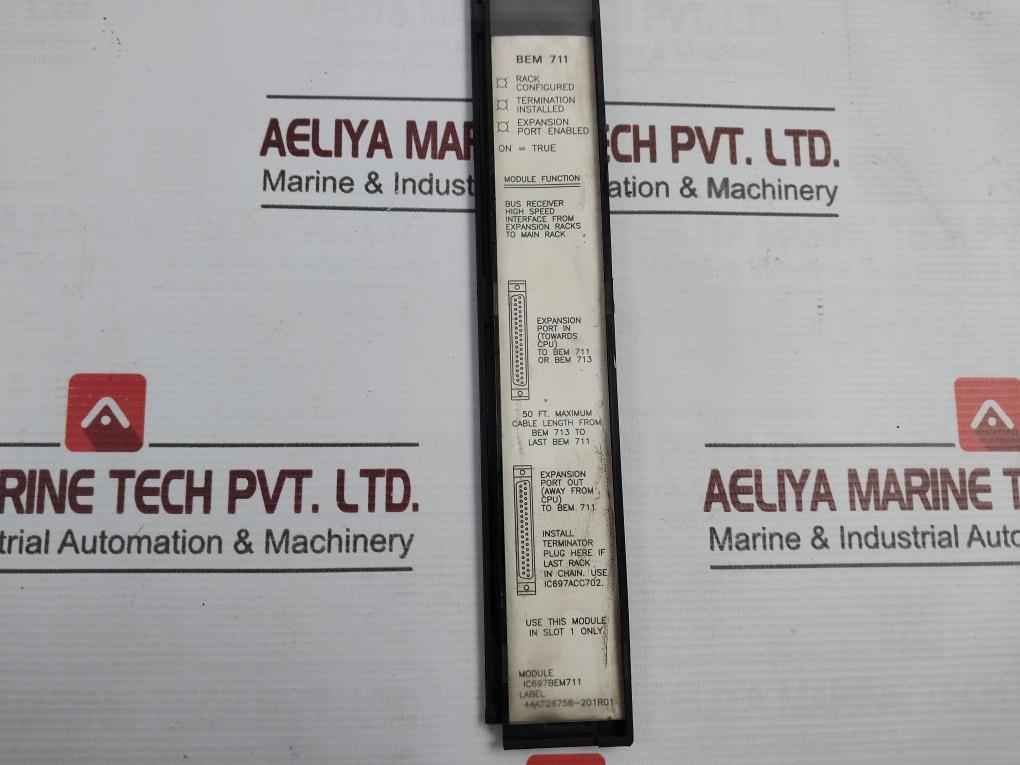 BEM 711
RACK
CONFIGURED
TERMINATION
INSTALLED
EXPANSION
PORT ENABLED
ON = TRUE
MODULE FUNCTION
BUS RECEIVER
HIGH SPEED
INTERFACE FROM
EXPANSION RACKS
TO MAIN RACK
EXPANSION
PORT IN
(TOWARDS
CPU)
TO BEM 711
OR BEM 713
50 FT. MAXIMUM
CABLE LENGTH FROM
BEM 713 TO
LAST BEM 711
EXPANSION
PORT OUT
(AWAY FROM
CPU)
TO BEM 711
INSTALL
TERMINATOR
PLUG HERE IF
LAST RACK
IN CHAIN. USE
IC697ACC702.
USE THIS MODULE
IN SLOT 1 ONLY.
MODULE
IC697BEM711
LABEL
AELIYA MAR
CH PVT. LTD.
Marine & Indust
ation & Machinery
RINE TECH PVT. LTD.
trial Automation & Machinery
AELIYA MARINE T
Marine & Industrial Auto